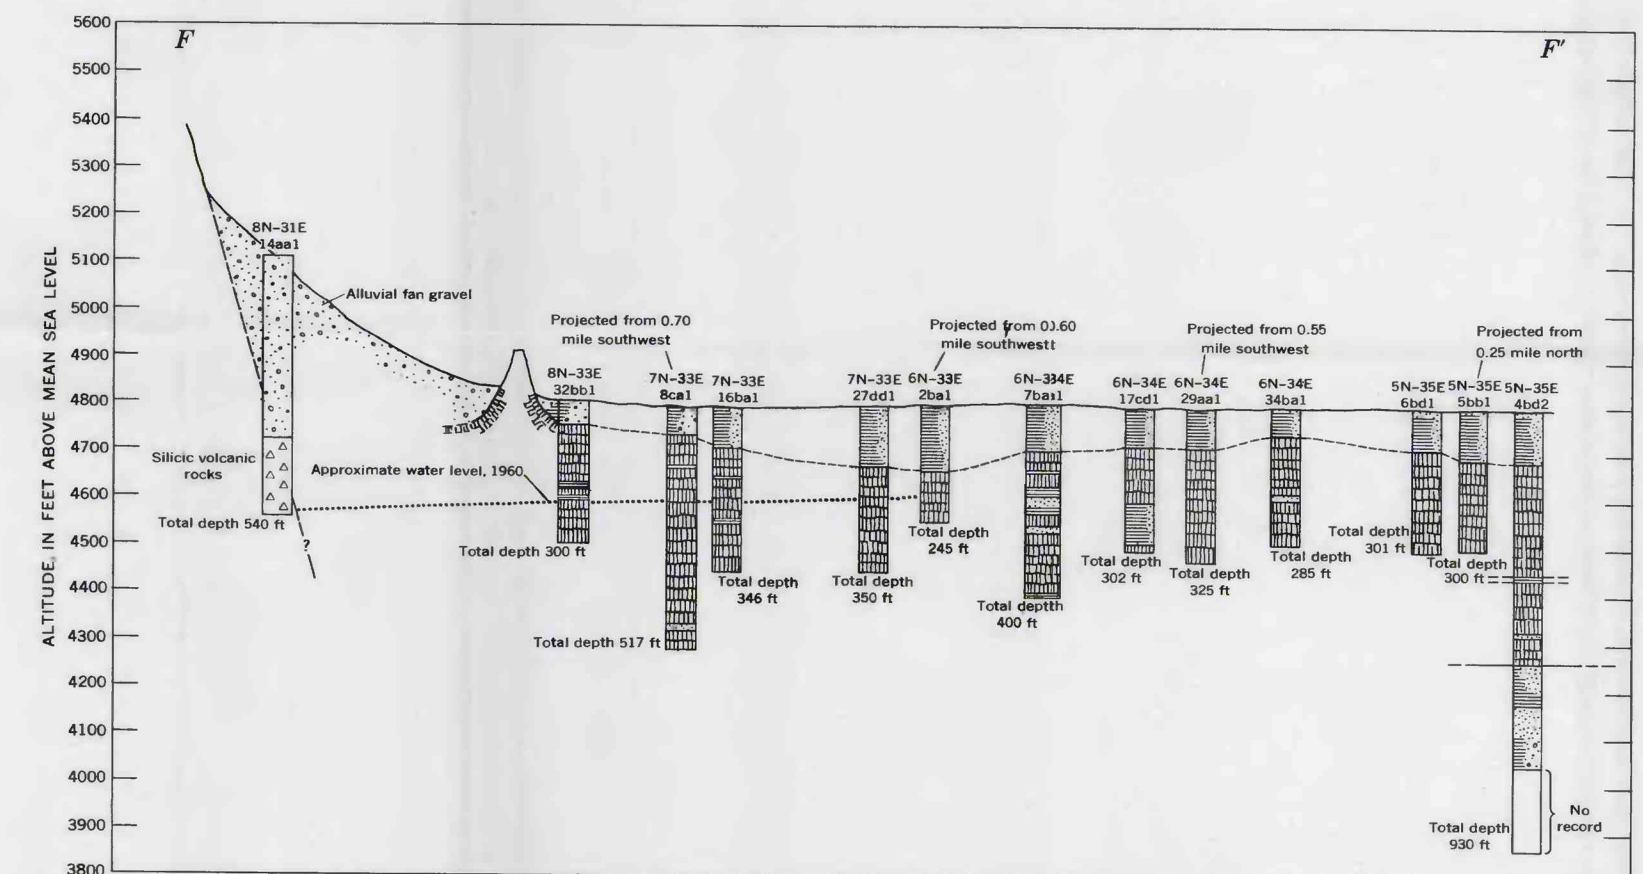 5600
F
F′
5500
5400
5300
5200
5100
5000
4900
4800
4700
4600
4500
4400
4300
4200
4100
4000
3900
3800
ALTITUDE, IN FEET ABOVE MEAN SEA LEVEL
8N-31E
14aa1
Alluvial fan gravel
Silicic volcanic
rocks
Total depth 540 ft
?
Approximate water level, 1960
8N-33E
32bb1
Total depth 300 ft
Projected from 0.70
mile southwest
7N-33E
8ca1
Total depth 517 ft
7N-33E
16ba1
Total depth
346 ft
7N-33E
27dd1
Total depth
350 ft
Projected from 0.60
mile southwest
6N-33E
2ba1
Total depth
245 ft
6N-34E
7ba1
Total depth
400 ft
6N-34E
17cd1
Total depth
302 ft
Projected from 0.55
mile southwest
6N-34E
29aa1
Total depth
325 ft
6N-34E
34ba1
Total depth
285 ft
5N-35E
6bd1
Total depth
301 ft
Projected from
0.25 mile north
5N-35E
5bb1
Total depth
300 ft
5N-35E
4bd2
Total depth
930 ft
No
record